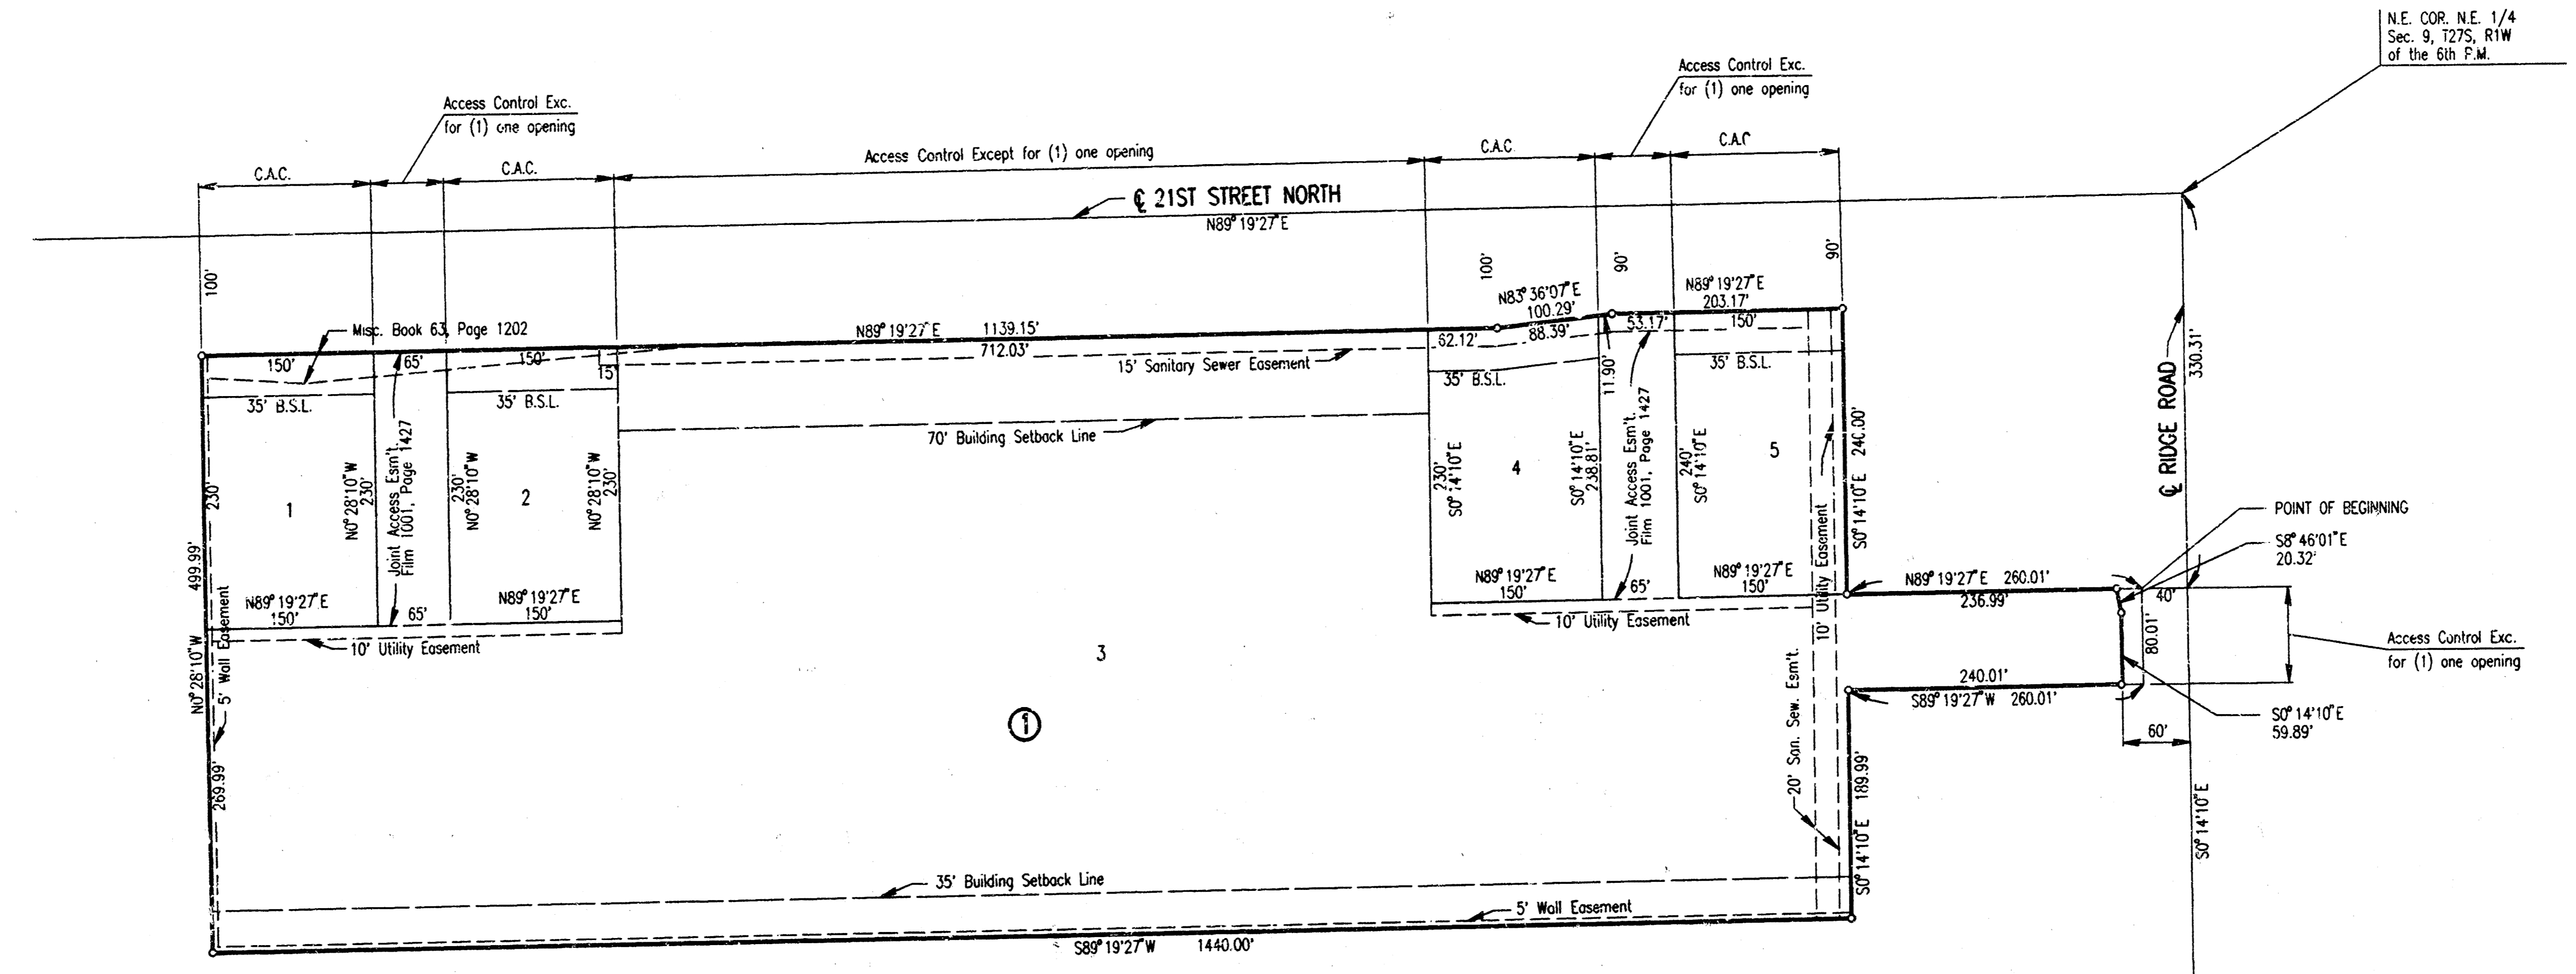 N.E. COR. N.E. 1/4
Sec. 9, T27S, R1W
of the 6th P.M.
Access Control Exc.
for (1) one opening
Access Control Exc.
for (1) one opening
C.A.C.
C.A.C.
Access Control Except for (1) one opening
C.A.C.
C.A.C
℄ 21ST STREET NORTH
N89°19'27"E
100'
100'
90'
90'
Misc. Book 63, Page 1202
N89°19'27"E 1139.15'
N83°36'07"E
100.29'
N89°19'27"E
203.17'
150'
65'
150'
15'
712.03'
15' Sanitary Sewer Easement
62.12'
88.39'
53.17'
150'
11.90'
35' B.S.L.
35' B.S.L.
35' B.S.L.
35' B.S.L.
70' Building Setback Line
℄ RIDGE ROAD
330.31'
230'
1
N0°28'10"W
230'
Joint Access Esm't.
Film 1001, Page 1427
230'
N0°28'10"W
2
N0°28'10"W
230'
230'
S0°14'10"E
4
S0°14'10"E
238.81'
Joint Access Esm't.
Film 1001, Page 1427
240'
S0°14'10"E
5
S0°14'10"E 240.00'
10' Utility Easement
POINT OF BEGINNING
S8°46'01"E
20.32'
499.99'
N0°28'10"W
5' Wall Easement
N89°19'27"E
150'
65'
N89°19'27"E
150'
10' Utility Easement
N89°19'27"E
150'
65'
N89°19'27"E
150'
10' Utility Easement
N89°19'27"E 260.01'
236.99'
40'
80.01'
Access Control Exc.
for (1) one opening
3
1
240.01'
S89°19'27"W 260.01'
S0°14'10"E
59.89'
60'
20' San. Sew. Esm't.
269.99'
S0°14'10"E 189.99'
S0°14'10"E
35' Building Setback Line
5' Wall Easement
S89°19'27"W 1440.00'